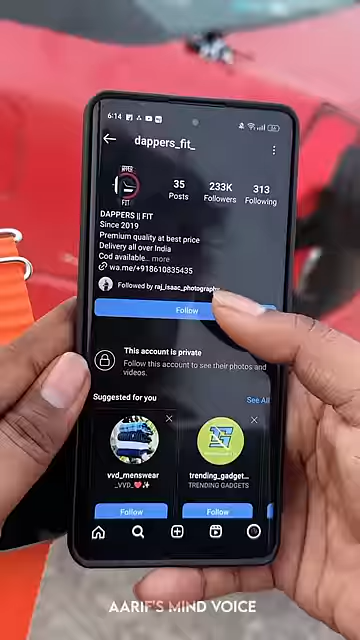 6:14
dappers_fit_
35
233K
313
Posts
Followers
Following
DAPPERS || FIT
Since 2019
Premium quality at best price
Delivery all over India
Cod available... more
wa.me/+918610835435
Followed by raj_isaac_photography
Follow
This account is private
Follow this account to see their photos and
videos.
Suggested for you
See All
vvd_menswear
trending_gadget...
_VVD_❤️✨
TRENDING GADGETS
Follow
Follow
AARIF'S MIND VOICE